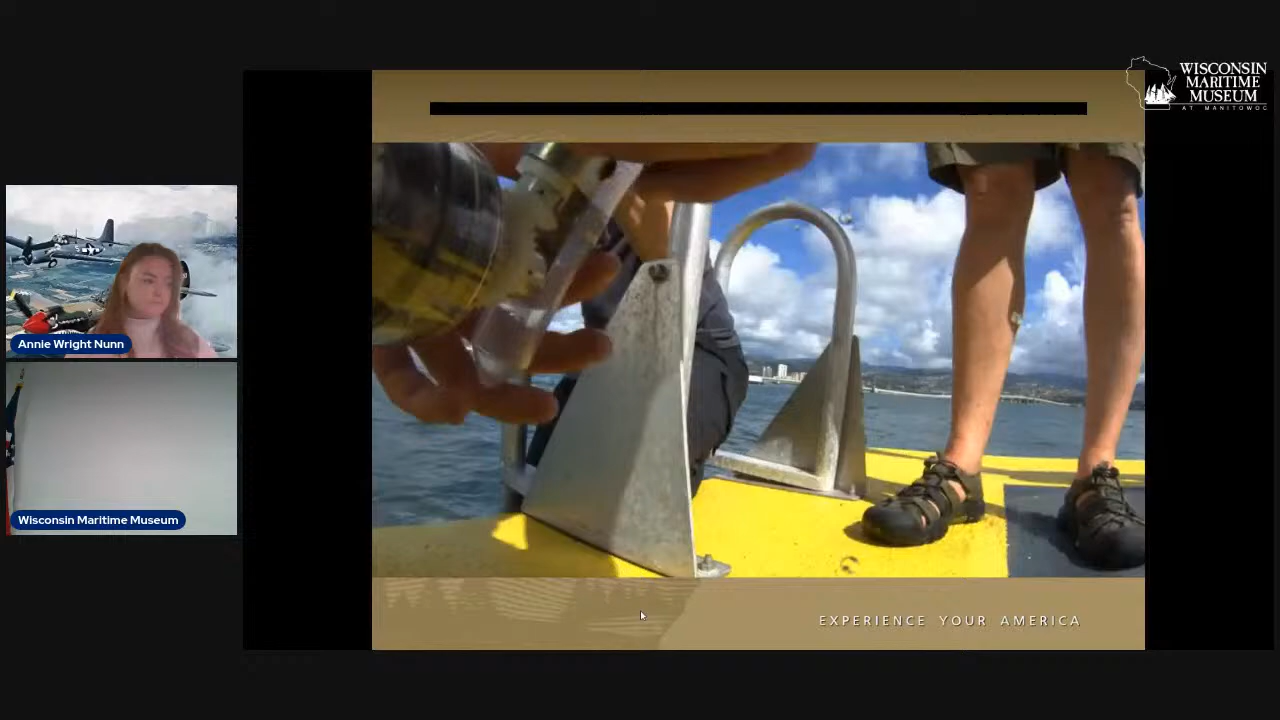 WISCONSIN
MARITIME
MUSEUM
AT MANITOWOC
Annie Wright Nunn
Wisconsin Maritime Museum
EXPERIENCE YOUR AMERICA